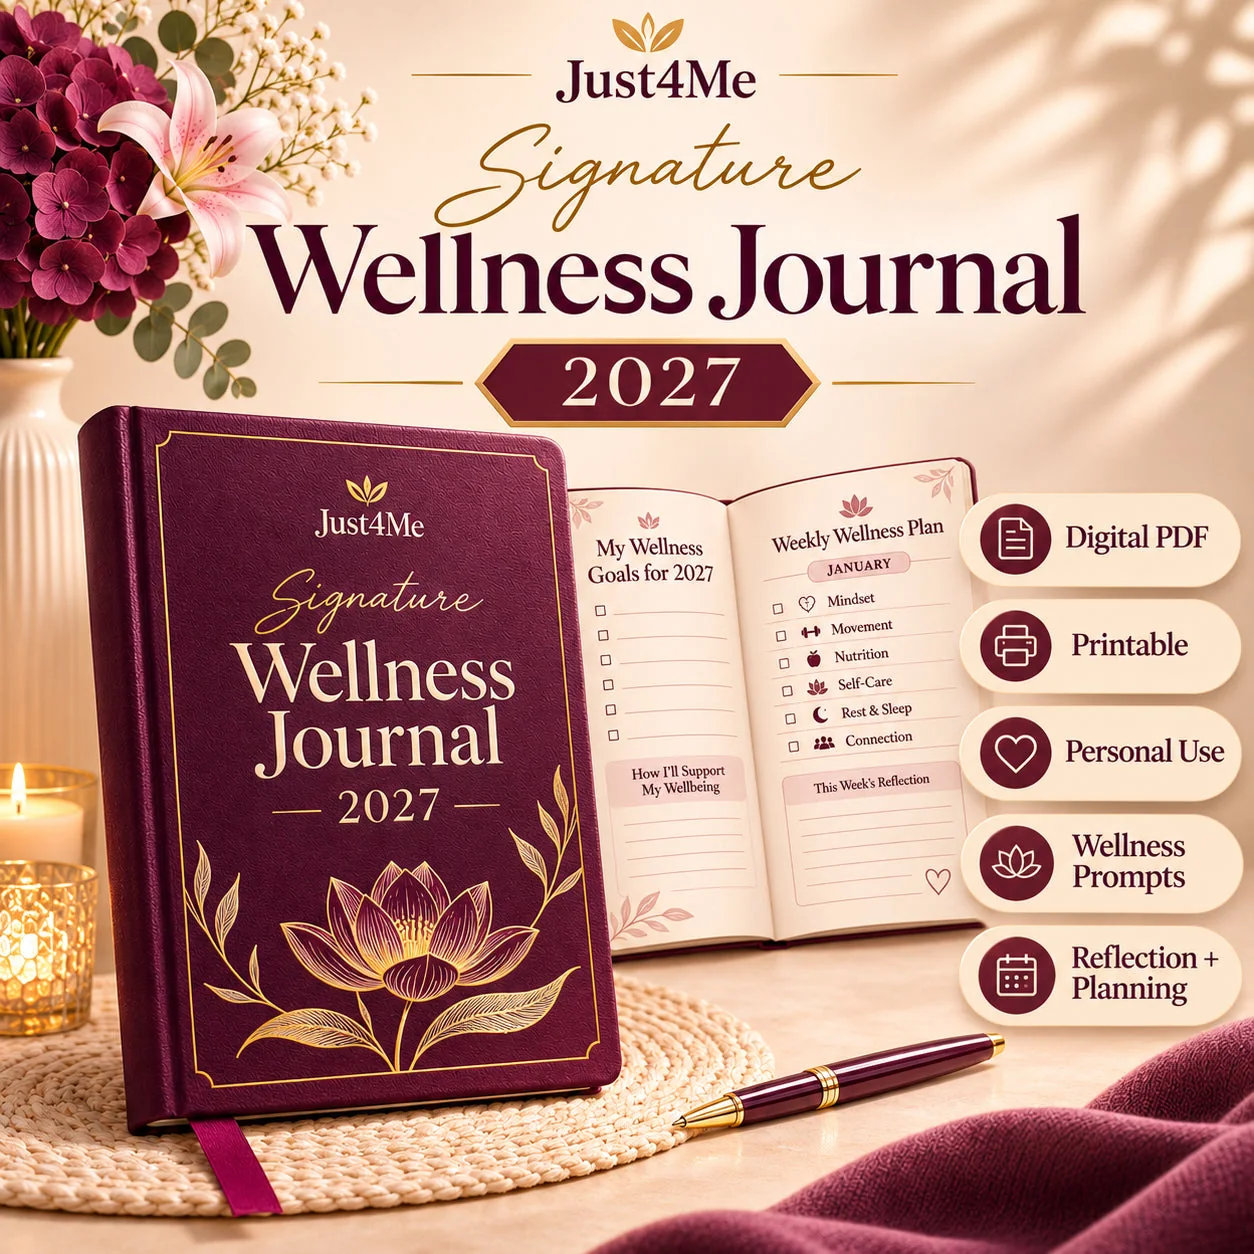 Just4Me
Signature
Wellness Journal
2027
Just4Me
Signature
Wellness
Journal
2027
My Wellness
Goals for 2027
How I'll Support
My Wellbeing
Weekly Wellness Plan
JANUARY
Mindset
Movement
Nutrition
Self-Care
Rest & Sleep
Connection
This Week's Reflection
Digital PDF
Printable
Personal Use
Wellness
Prompts
Reflection +
Planning